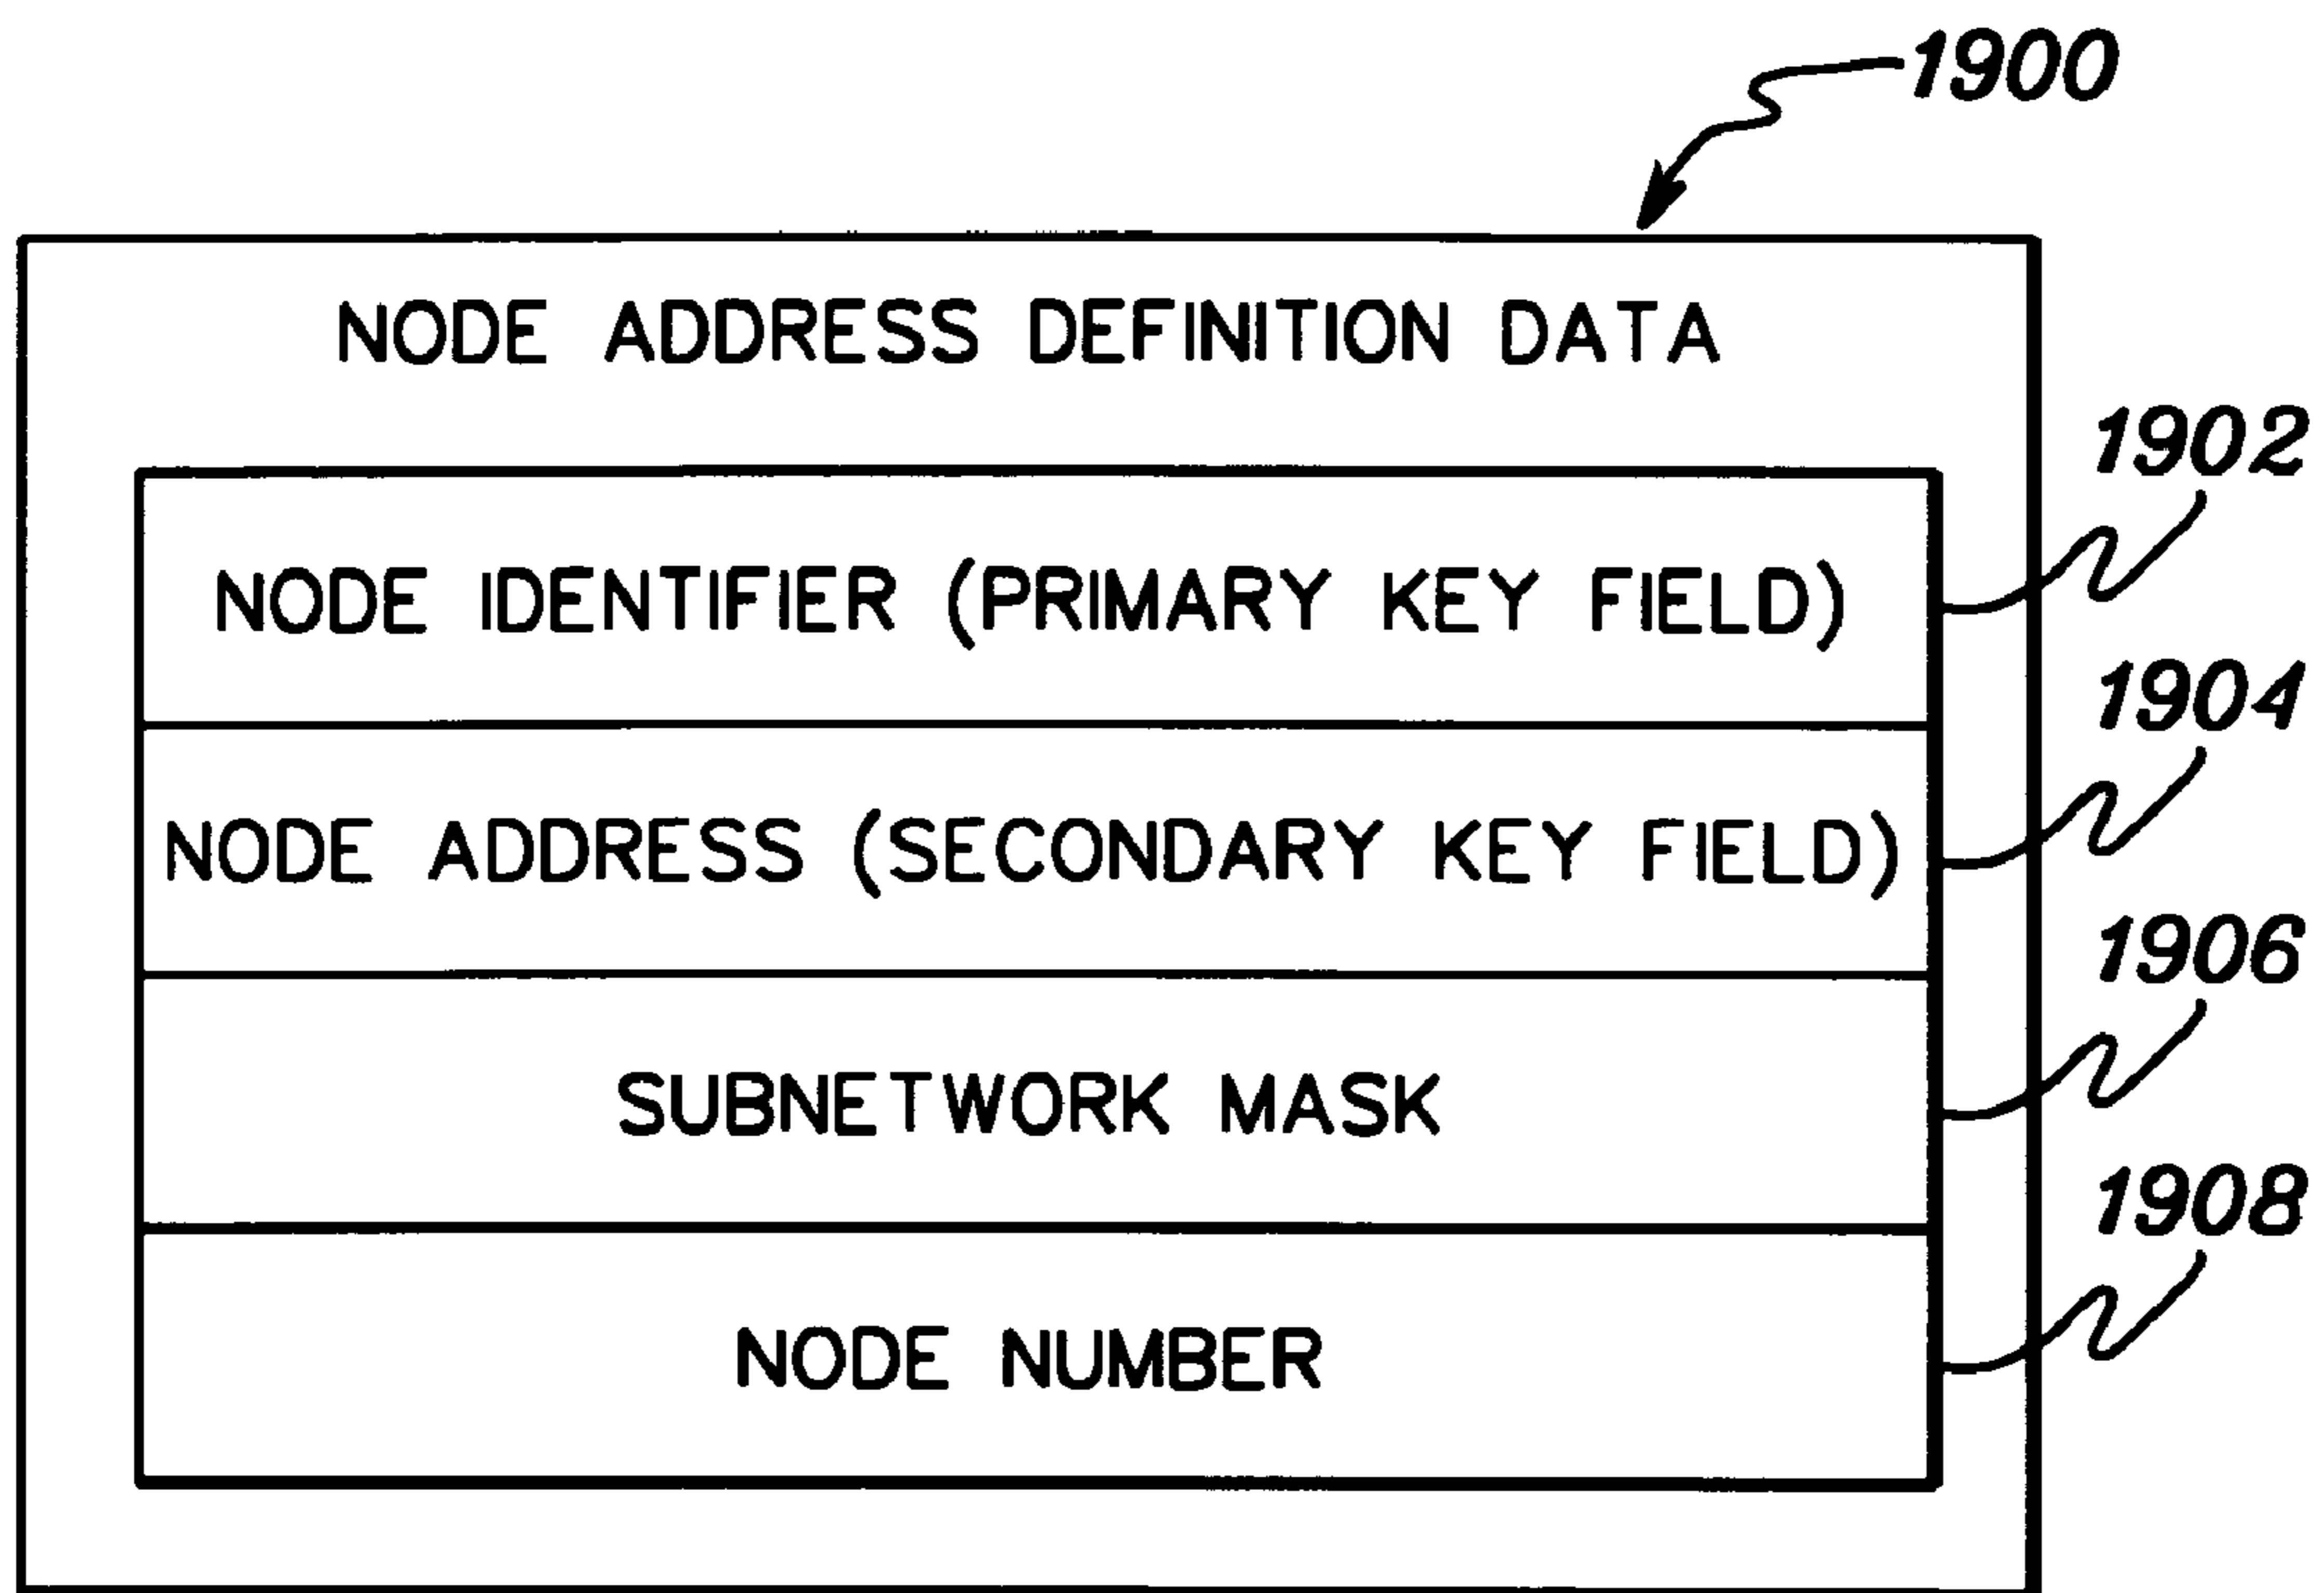 1900
NODE ADDRESS DEFINITION DATA
1902
NODE IDENTIFIER (PRIMARY KEY FIELD)
1904
NODE ADDRESS (SECONDARY KEY FIELD)
1906
SUBNETWORK MASK
1908
NODE NUMBER